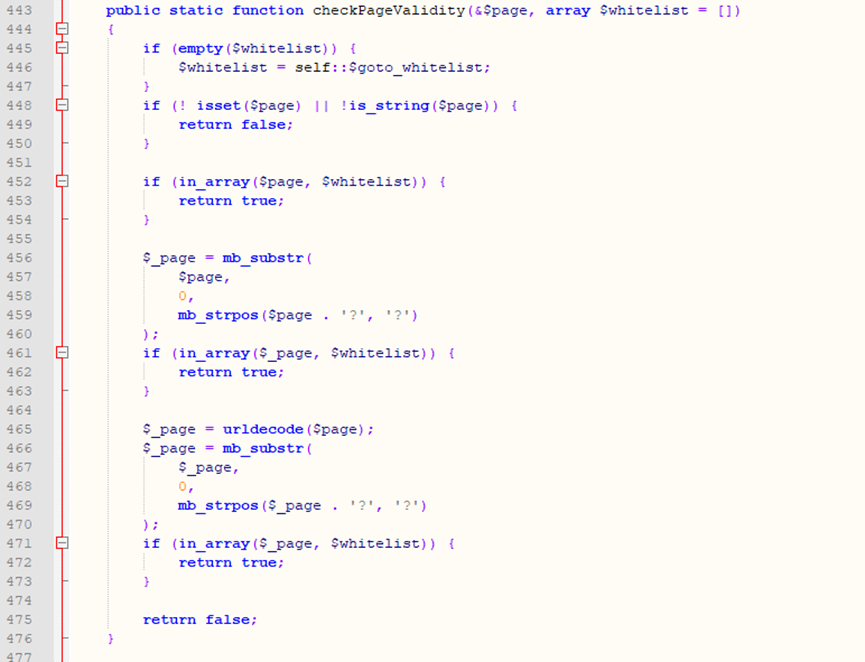 443 public static function checkPageValidity(&$page, array $whitelist = [])
444 {
445 if (empty($whitelist)) {
446 $whitelist = self::$goto_whitelist;
447 }
448 if (! isset($page) || !is_string($page)) {
449 return false;
450 }
451
452 if (in_array($page, $whitelist)) {
453 return true;
454 }
455
456 $_page = mb_substr(
457 $page,
458 0,
459 mb_strpos($page . '?', '?')
460 );
461 if (in_array($_page, $whitelist)) {
462 return true;
463 }
464
465 $_page = urldecode($page);
466 $_page = mb_substr(
467 $_page,
468 0,
469 mb_strpos($_page . '?', '?')
470 );
471 if (in_array($_page, $whitelist)) {
472 return true;
473 }
474
475 return false;
476 }
477